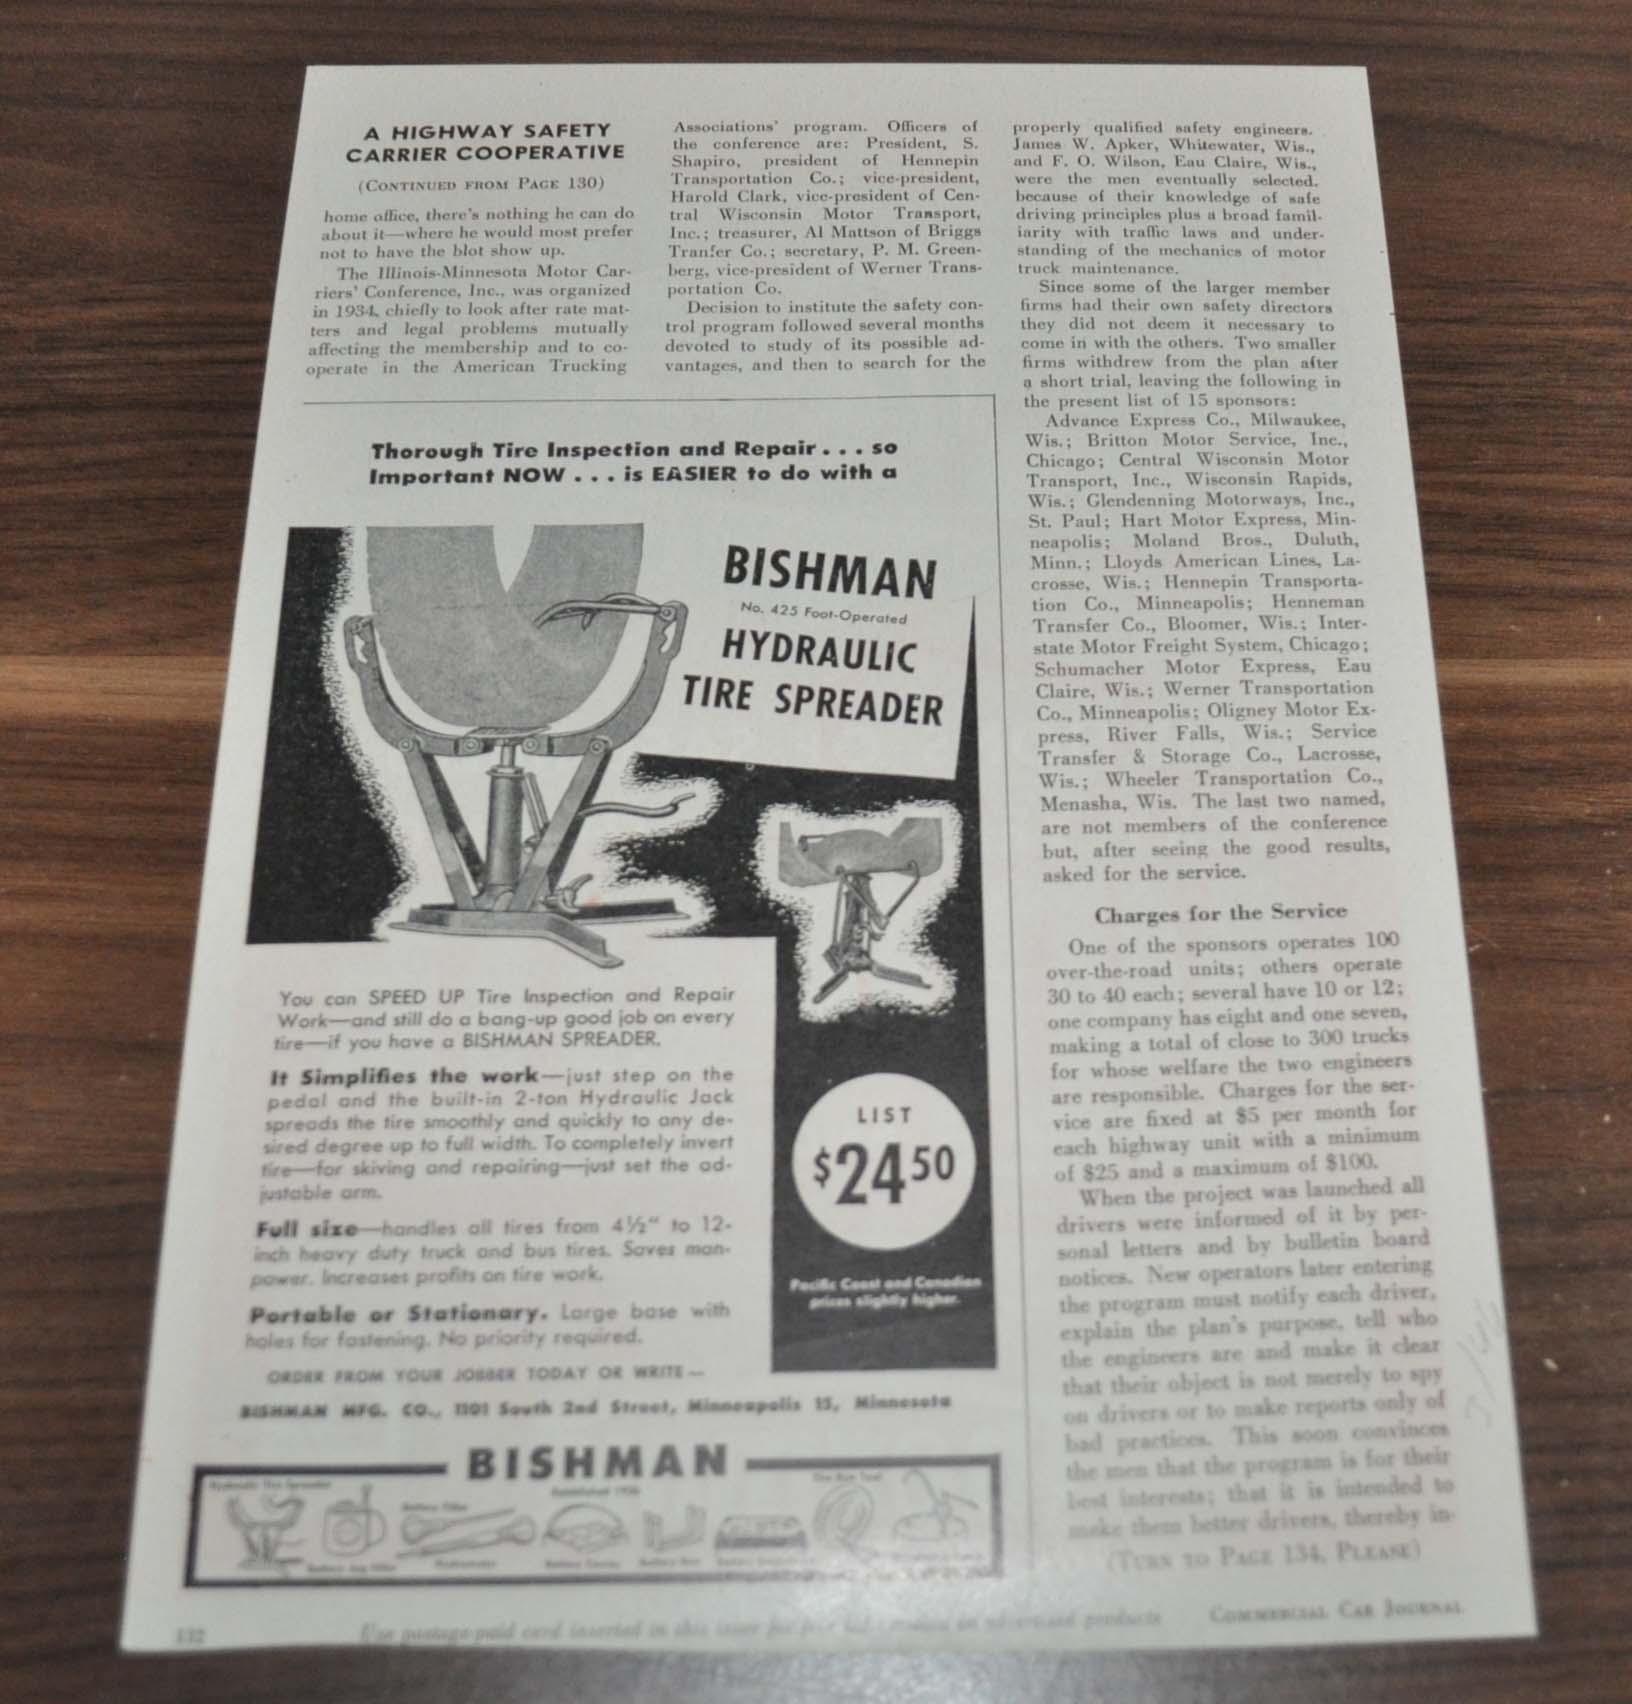 A HIGHWAY SAFETY
CARRIER COOPERATIVE
(CONTINUED FROM PAGE 130)
home office, there's nothing he can do
about it—where he would most prefer
not to have the blot show up.
The Illinois-Minnesota Motor Car-
riers' Conference, Inc., was organized
in 1934, chiefly to look after rate mat-
ters and legal problems mutually
affecting the membership and to co-
operate in the American Trucking
Associations' program. Officers of
the conference are: President, S.
Shapiro, president of Hennepin
Transportation Co.; vice-president,
Harold Clark, vice-president of Cen-
tral Wisconsin Motor Transport,
Inc.; treasurer, Al Mattson of Briggs
Tranfer Co.; secretary, P. M. Green-
berg, vice-president of Werner Trans-
portation Co.
Decision to institute the safety con-
trol program followed several months
devoted to study of its possible ad-
vantages, and then to search for the
properly qualified safety engineers.
James W. Apker, Whitewater, Wis.,
and F. O. Wilson, Eau Claire, Wis.,
were the men eventually selected,
because of their knowledge of safe
driving principles plus a broad famil-
iarity with traffic laws and under-
standing of the mechanics of motor
truck maintenance.
Since some of the larger member
firms had their own safety directors
they did not deem it necessary to
come in with the others. Two smaller
firms withdrew from the plan after
a short trial, leaving the following in
the present list of 15 sponsors:
Advance Express Co., Milwaukee,
Wis.; Britton Motor Service, Inc.,
Chicago; Central Wisconsin Motor
Transport, Inc., Wisconsin Rapids,
Wis.; Glendenning Motorways, Inc.,
St. Paul; Hart Motor Express, Min-
neapolis; Moland Bros., Duluth,
Minn.; Lloyds American Lines, La-
crosse, Wis.; Hennepin Transporta-
tion Co., Minneapolis; Henneman
Transfer Co., Bloomer, Wis.; Inter-
state Motor Freight System, Chicago;
Schumacher Motor Express, Eau
Claire, Wis.; Werner Transportation
Co., Minneapolis; Oligney Motor Ex-
press, River Falls, Wis.; Service
Transfer & Storage Co., Lacrosse,
Wis.; Wheeler Transportation Co.,
Menasha, Wis. The last two named,
are not members of the conference
but, after seeing the good results,
asked for the service.
Charges for the Service
One of the sponsors operates 100
over-the-road units; others operate
30 to 40 each; several have 10 or 12;
one company has eight and one seven,
making a total of close to 300 trucks
for whose welfare the two engineers
are responsible. Charges for the ser-
vice are fixed at $5 per month for
each highway unit with a minimum
of $25 and a maximum of $100.
When the project was launched all
drivers were informed of it by per-
sonal letters and by bulletin board
notices. New operators later entering
the program must notify each driver,
explain the plan's purpose, tell who
the engineers are and make it clear
that their object is not merely to spy
on drivers or to make reports only of
bad practices. This soon convinces
the men that the program is for their
best interests; that it is intended to
make them better drivers, thereby in-
(TURN TO PAGE 134, PLEASE)
Thorough Tire Inspection and Repair . . . so
Important NOW . . . is EASIER to do with a
BISHMAN
No. 425 Foot-Operated
HYDRAULIC
TIRE SPREADER
You can SPEED UP Tire Inspection and Repair
Work—and still do a bang-up good job on every
tire—if you have a BISHMAN SPREADER.
It Simplifies the work—just step on the
pedal and the built-in 2-ton Hydraulic Jack
spreads the tire smoothly and quickly to any de-
sired degree up to full width. To completely invert
tire—for skiving and repairing—just set the ad-
justable arm.
Full size—handles all tires from 4½" to 12-
inch heavy duty truck and bus tires. Saves man-
power. Increases profits on tire work.
Portable or Stationary. Large base with
holes for fastening. No priority required.
LIST
$24 50
Pacific Coast and Canadian
prices slightly higher.
ORDER FROM YOUR JOBBER TODAY OR WRITE—
BISHMAN MFG. CO., 1101 South 2nd Street, Minneapolis 15, Minnesota
BISHMAN
Hydraulic Tire Spreader
Battery Filler
Hydrometer
Battery Carrier
132
Use postage-paid card inserted in this issue for free information on advertised products
COMMERCIAL CAR JOURNAL